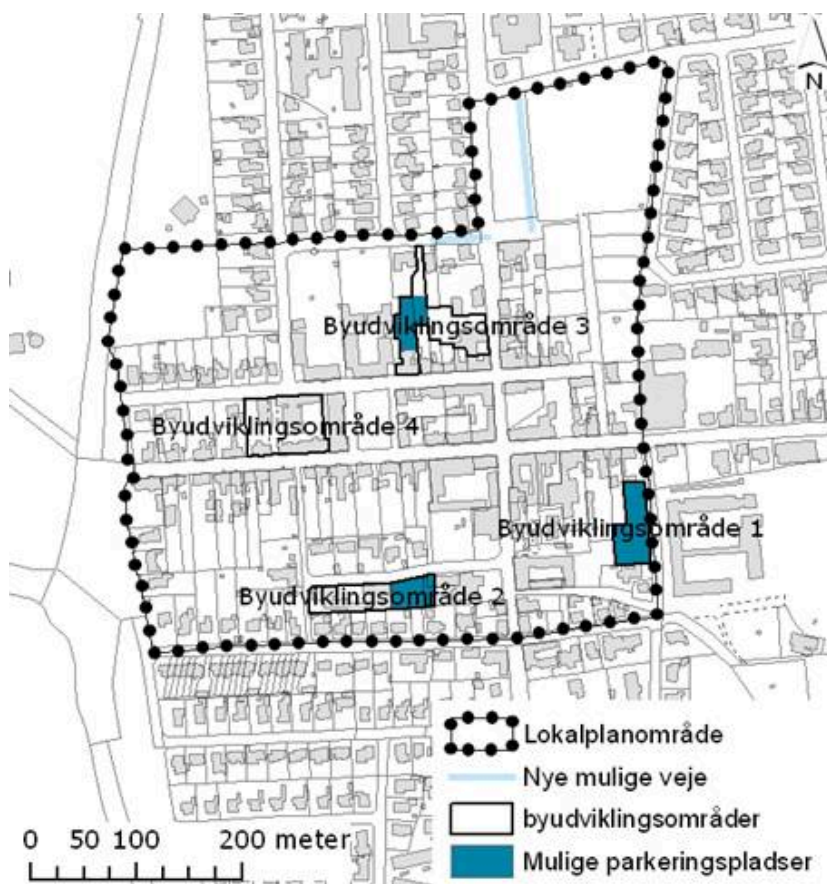 N
Byudviklingsområde 3
Byudviklingsområde 4
Byudviklingsområde 1
Byudviklingsområde 2
Lokalplanområde
Nye mulige veje
byudviklingsområder
Mulige parkeringspladser
0 50 100 200 meter